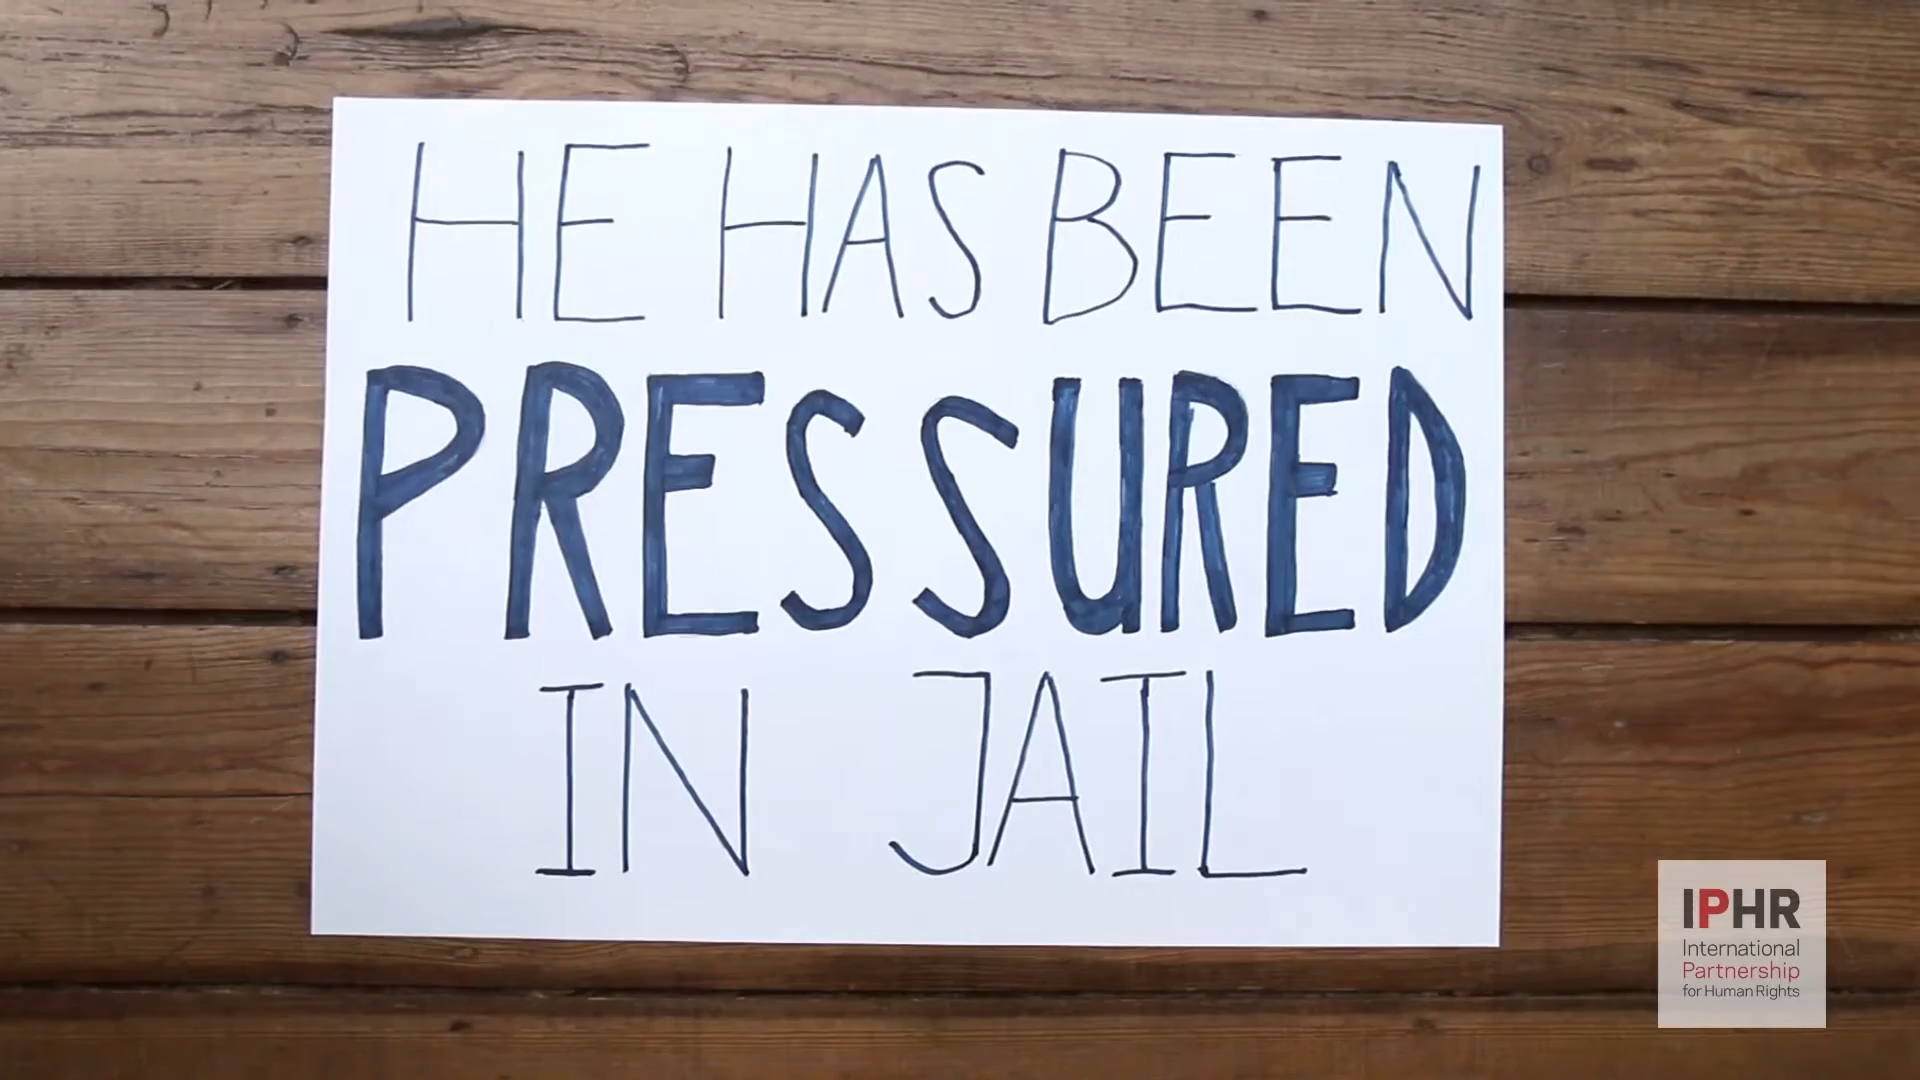 HE HAS BEEN
PRESSURED
IN JAIL
IPHR
International
Partnership
for Human Rights